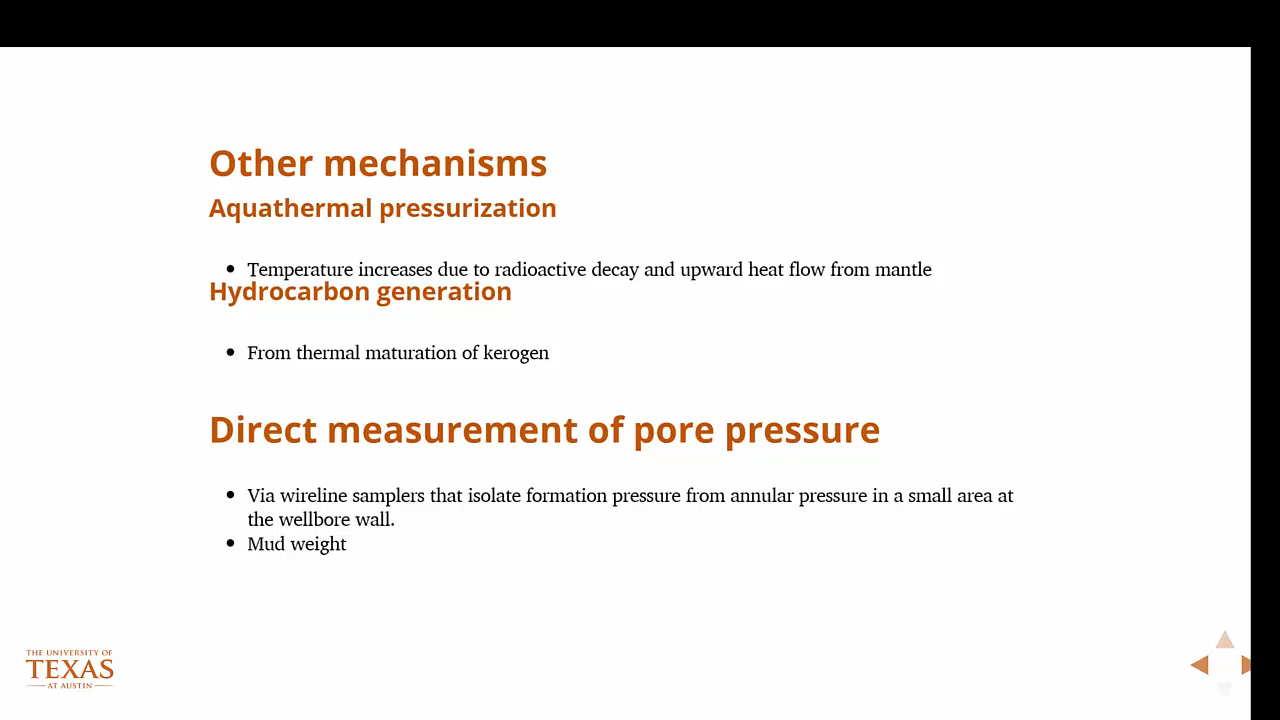 Other mechanisms
Aquathermal pressurization
• Temperature increases due to radioactive decay and upward heat flow from mantle
Hydrocarbon generation
• From thermal maturation of kerogen
Direct measurement of pore pressure
• Via wireline samplers that isolate formation pressure from annular pressure in a small area at
the wellbore wall.
• Mud weight
THE UNIVERSITY OF
TEXAS
AT AUSTIN